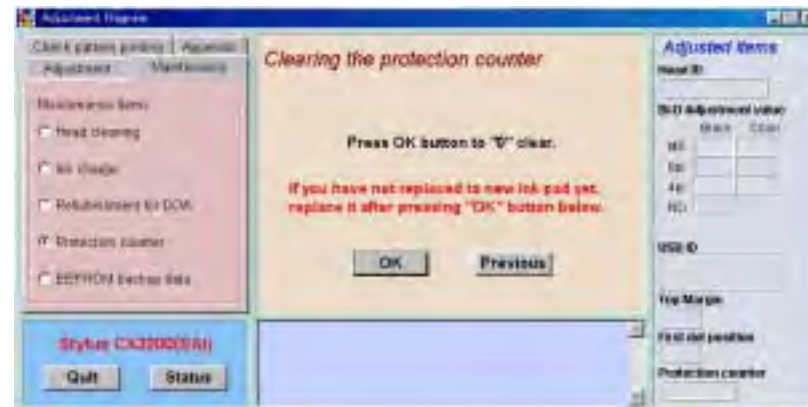 Adjustment Program
Check pattern printing Appendix
Adjustment Maintenance
Maintenance items
Head cleaning
Ink charge
Refurbishment for DOA
Protection counter
EEPROM backup data
Stylus CX3200(EAI)
Quit Status
Clearing the protection counter
Press OK button to "0" clear.
If you have not replaced to new ink pad yet,
replace it after pressing "OK" button below.
OK Previous
Adjusted items
Head ID
Bi-D Adjustment value
Black Color
USB ID
Top Margin
First dot position
Protection counter